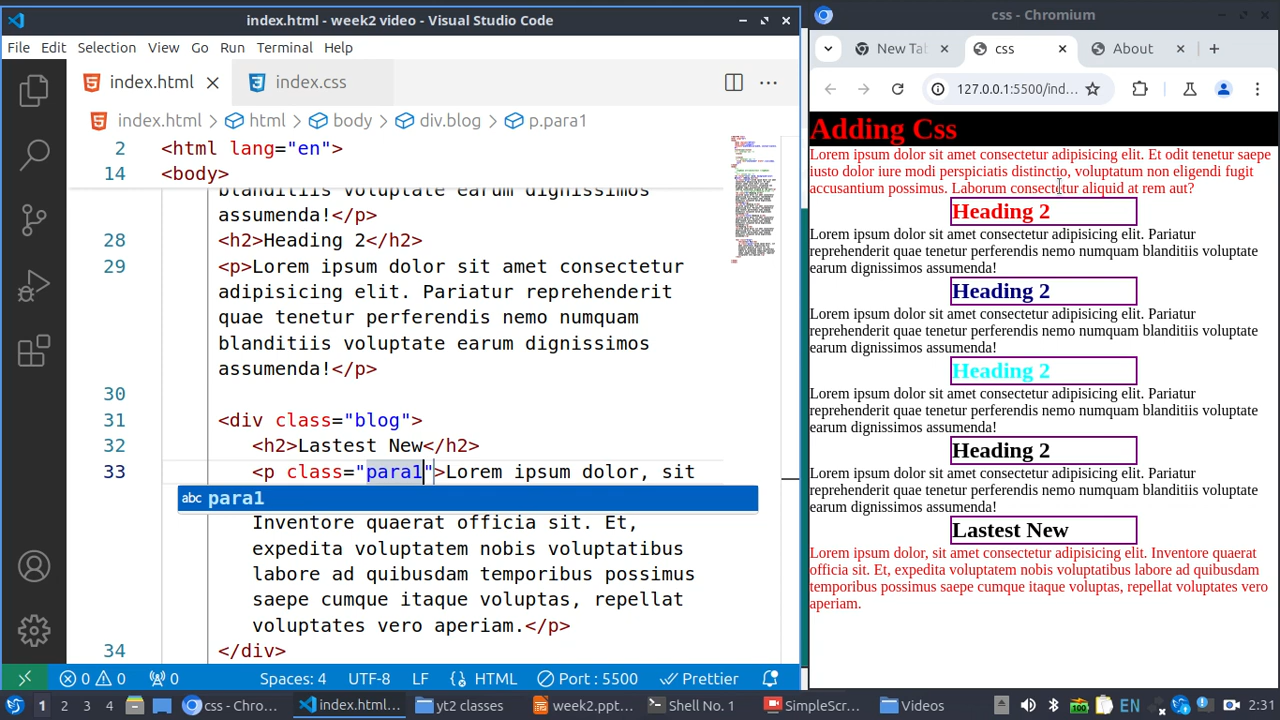 index.html - week2 video - Visual Studio Code
File Edit Selection View Go Run Terminal Help
index.html
index.css
index.html > html > body > div.blog > p.para1
2 <html lang="en">
14 <body>
blanditiis voluptate earum dignissimos
assumenda!</p>
28 <h2>Heading 2</h2>
29 <p>Lorem ipsum dolor sit amet consectetur
adipisicing elit. Pariatur reprehenderit
quae tenetur perferendis nemo numquam
blanditiis voluptate earum dignissimos
assumenda!</p>
30
31 <div class="blog">
32 <h2>Lastest New</h2>
33 <p class="para1">Lorem ipsum dolor, sit
abc para1
Inventore quaerat officia sit. Et,
expedita voluptatem nobis voluptatibus
labore ad quibusdam temporibus possimus
saepe cumque itaque voluptas, repellat
voluptates vero aperiam.</p>
34 </div>
0 0 0 Spaces: 4 UTF-8 LF HTML Port : 5500 Prettier
css - Chromium
New Tab
css
About
127.0.0.1:5500/ind...
Adding Css
Lorem ipsum dolor sit amet consectetur adipisicing elit. Et odit tenetur saepe
iusto dolor iure modi perspiciatis distinctio, voluptatum non eligendi fugit
accusantium possimus. Laborum consectetur aliquid at rem aut?
Heading 2
Lorem ipsum dolor sit amet consectetur adipisicing elit. Pariatur
reprehenderit quae tenetur perferendis nemo numquam blanditiis voluptate
earum dignissimos assumenda!
Heading 2
Lorem ipsum dolor sit amet consectetur adipisicing elit. Pariatur
reprehenderit quae tenetur perferendis nemo numquam blanditiis voluptate
earum dignissimos assumenda!
Heading 2
Lorem ipsum dolor sit amet consectetur adipisicing elit. Pariatur
reprehenderit quae tenetur perferendis nemo numquam blanditiis voluptate
earum dignissimos assumenda!
Heading 2
Lorem ipsum dolor sit amet consectetur adipisicing elit. Pariatur
reprehenderit quae tenetur perferendis nemo numquam blanditiis voluptate
earum dignissimos assumenda!
Lastest New
Lorem ipsum dolor, sit amet consectetur adipisicing elit. Inventore quaerat
officia sit. Et, expedita voluptatem nobis voluptatibus labore ad quibusdam
temporibus possimus saepe cumque itaque voluptas, repellat voluptates vero
aperiam.
1 2 3 4 css - Chro... index.html... yt2 classes week2.ppt... Shell No. 1 SimpleScr... Videos 100 EN 2:31